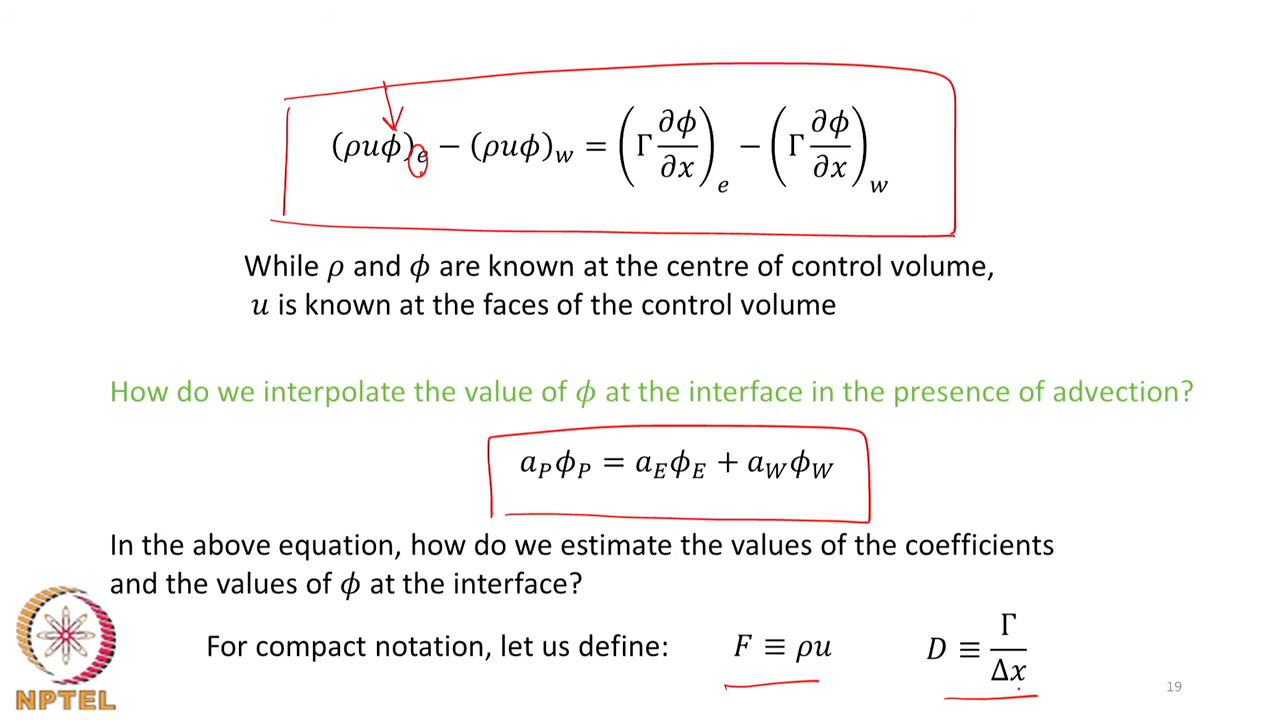 (ρuϕ)ₑ − (ρuϕ)_w = (Γ ∂ϕ/∂x)ₑ − (Γ ∂ϕ/∂x)_w
While ρ and ϕ are known at the centre of control volume,
u is known at the faces of the control volume
How do we interpolate the value of ϕ at the interface in the presence of advection?
a_P ϕ_P = a_E ϕ_E + a_W ϕ_W
In the above equation, how do we estimate the values of the coefficients
and the values of ϕ at the interface?
For compact notation, let us define: F ≡ ρu D ≡ Γ/Δx
NPTEL
19